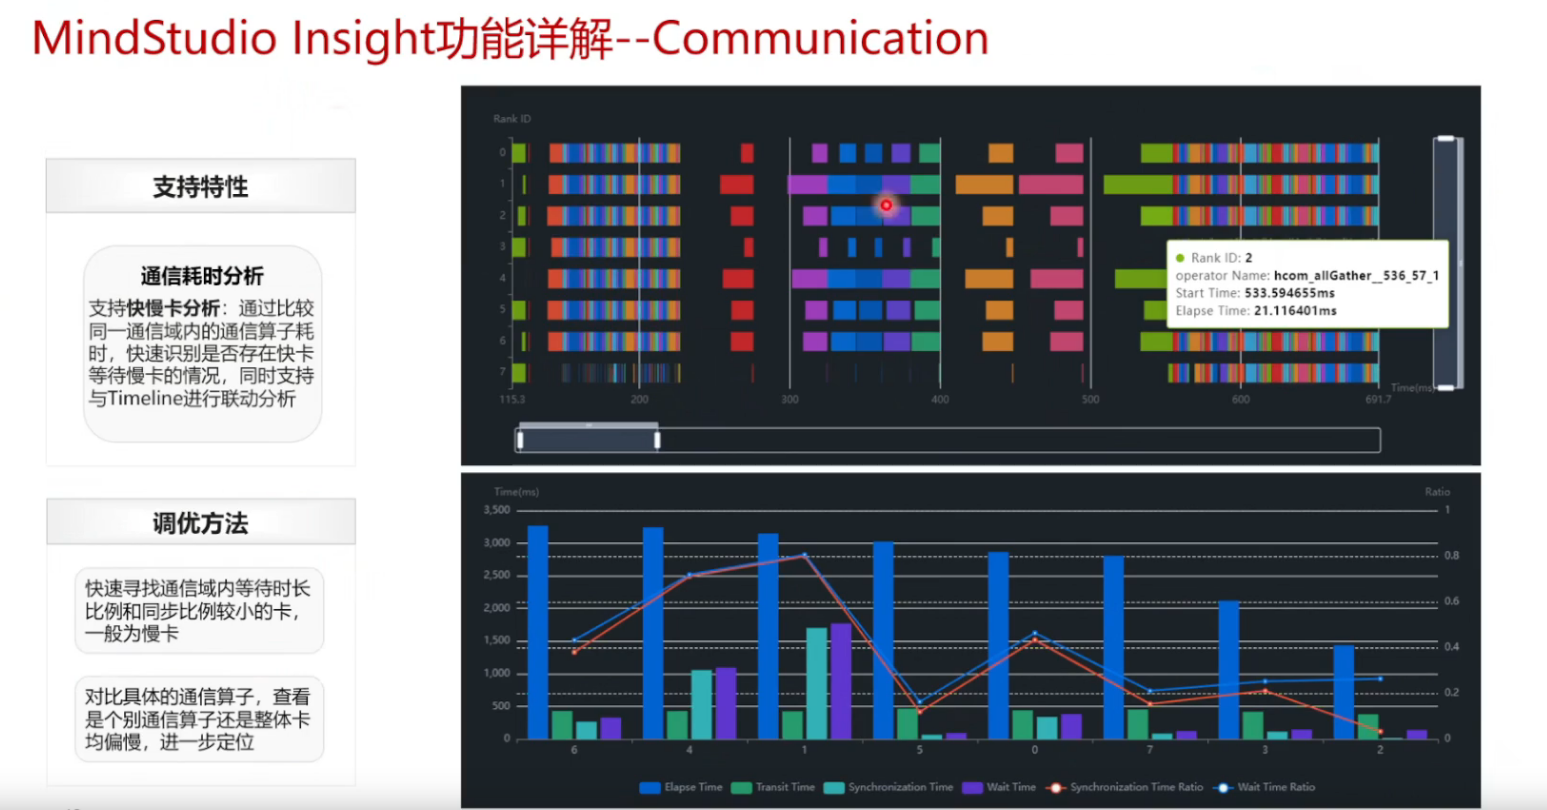 MindStudio Insight功能详解--Communication
支持特性
通信耗时分析
支持快慢卡分析：通过比较
同一通信域内的通信算子耗
时，快速识别是否存在快卡
等待慢卡的情况，同时支持
与Timeline进行联动分析
调优方法
快速寻找通信域内等待时长
比例和同步比例较小的卡，
一般为慢卡
对比具体的通信算子，查看
是个别通信算子还是整体卡
均偏慢，进一步定位
Rank ID
0
1
2
3
4
5
6
7
115.3 200 300 400 500 600 691.7
Time(ms)
Rank ID: 2
operator Name: hcom_allGather__536_57_1
Start Time: 533.594655ms
Elapse Time: 21.116401ms
Time(ms) Ratio
3,500 1
3,000
0.8
2,500
2,000 0.6
1,500
0.4
1,000
0.2
500
0 0
6 4 1 5 0 7 3 2
Elapse Time Transit Time Synchronization Time Wait Time Synchronization Time Ratio Wait Time Ratio